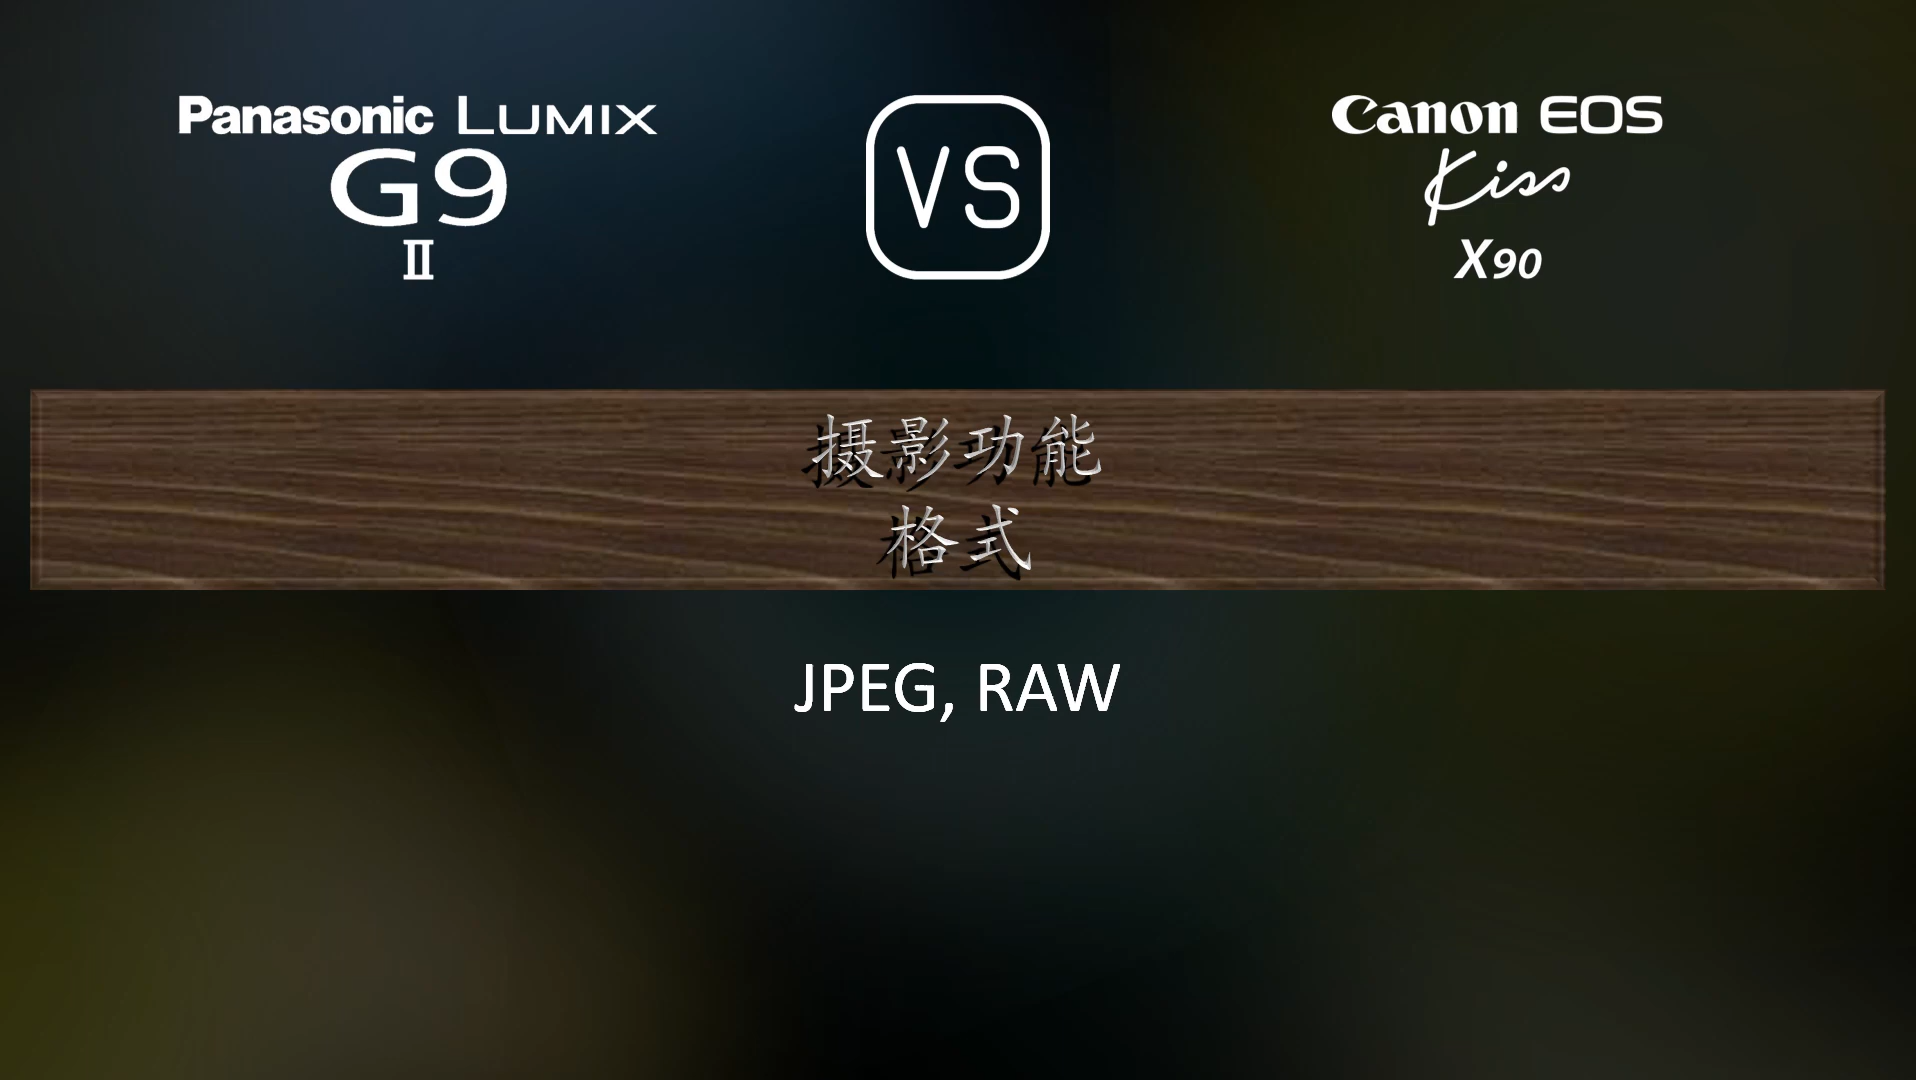 Panasonic LUMIX
G9
II
VS
Canon EOS
Kiss
X90
摄影功能
格式
JPEG, RAW